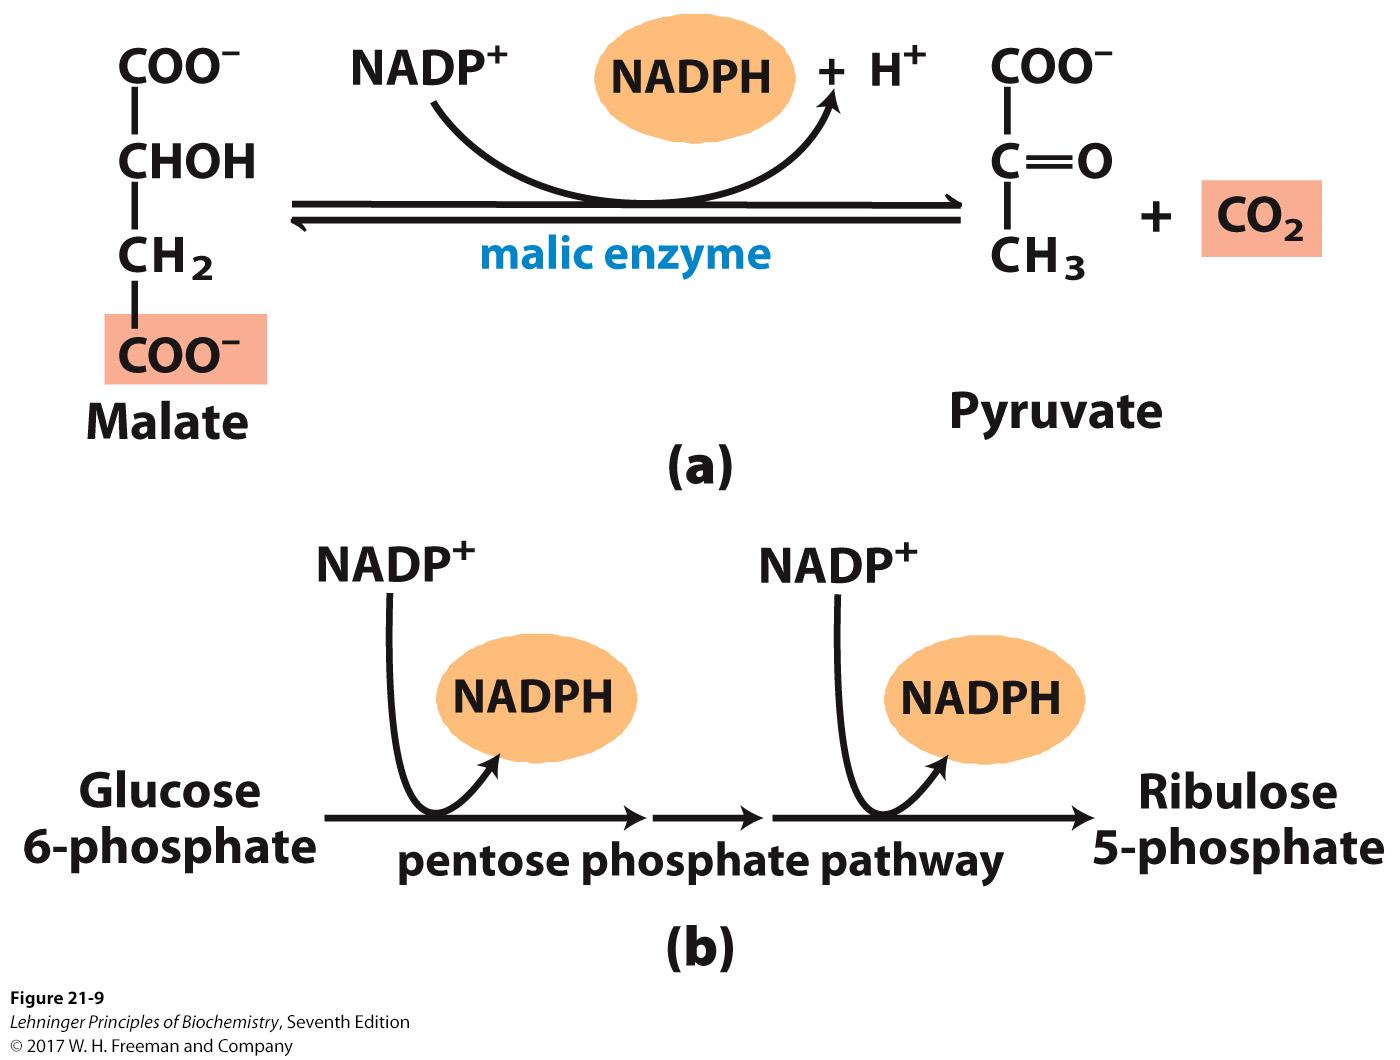 COO⁻
CHOH
CH₂
COO⁻
Malate
NADP⁺
NADPH + H⁺
malic enzyme
COO⁻
C=O
CH₃
+ CO₂
Pyruvate
(a)
NADP⁺
NADPH
NADP⁺
NADPH
Glucose
6-phosphate
pentose phosphate pathway
Ribulose
5-phosphate
(b)
Figure 21-9
Lehninger Principles of Biochemistry, Seventh Edition
© 2017 W. H. Freeman and Company